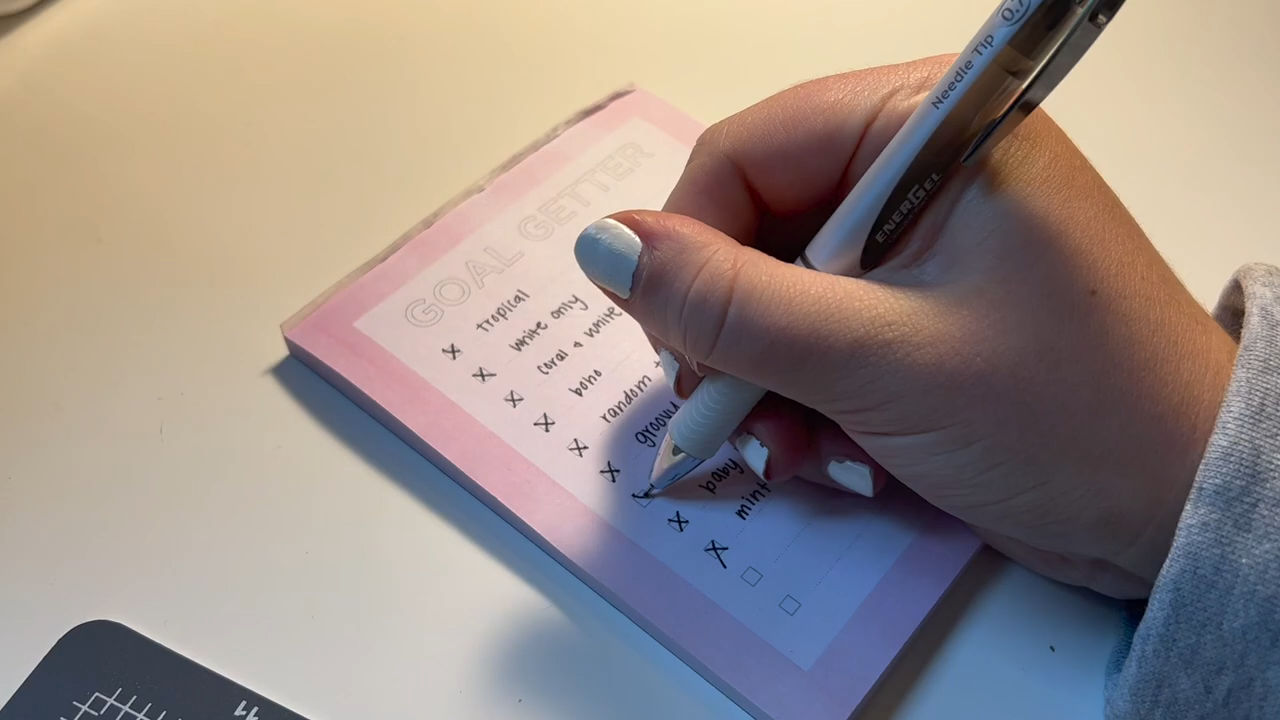 GOAL GETTER
tropical
white only
coral & white
boho
random
groovy
baby
mint
Needle Tip 0.7
ENERGEL